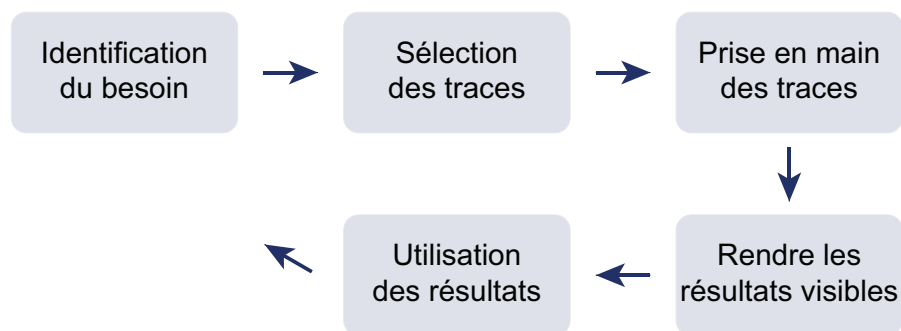 Identification
du besoin
Sélection
des traces
Prise en main
des traces
Rendre les
résultats visibles
Utilisation
des résultats